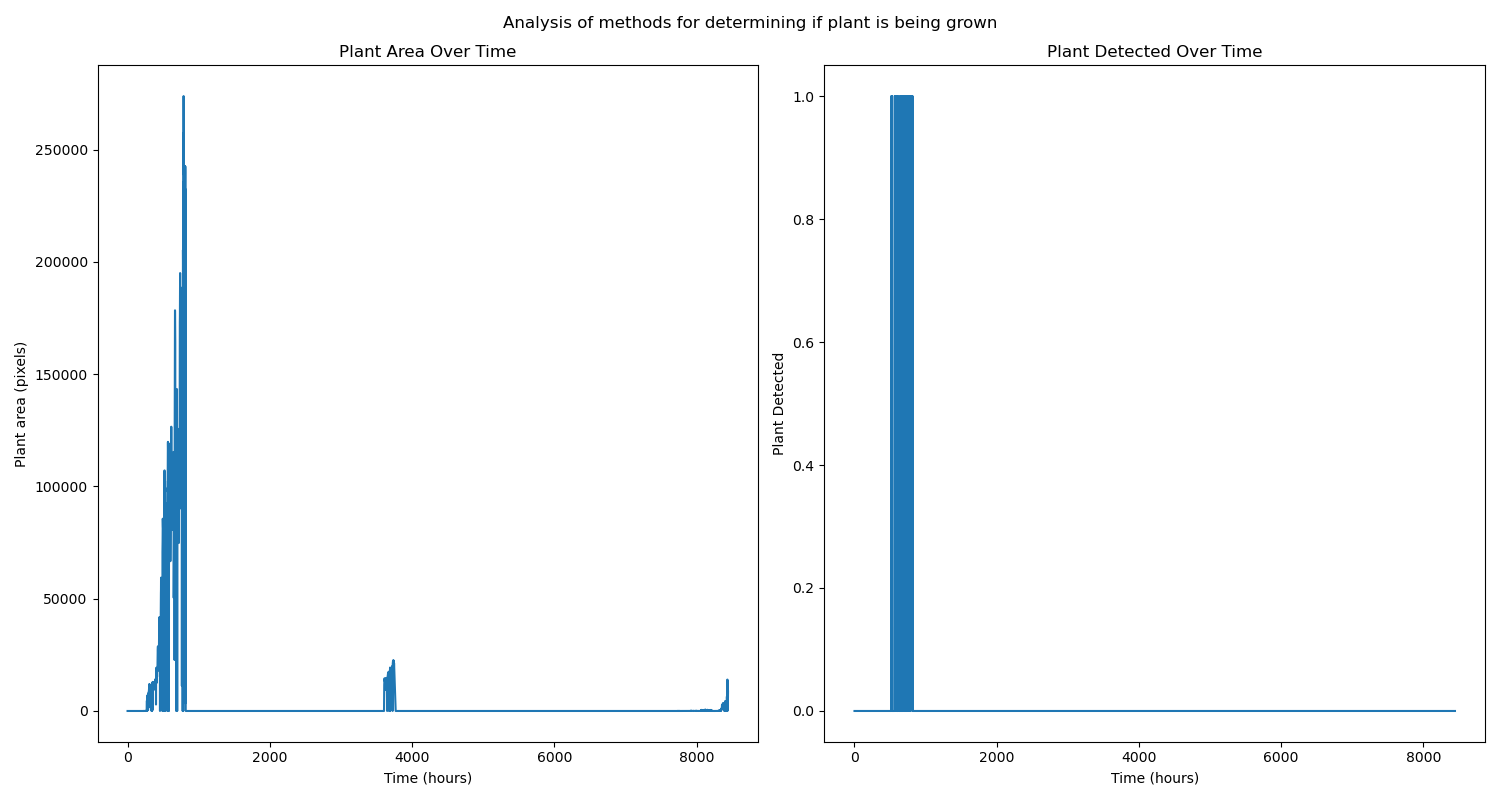 Analysis of methods for determining if plant is being grown
Plant Area Over Time
Plant area (pixels)
250000
200000
150000
100000
50000
0
0 2000 4000 6000 8000
Time (hours)
Plant Detected Over Time
Plant Detected
1.0
0.8
0.6
0.4
0.2
0.0
0 2000 4000 6000 8000
Time (hours)